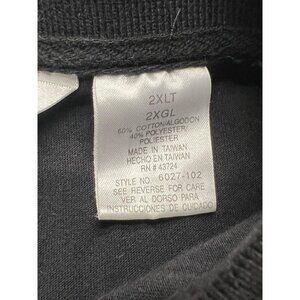 2XLT
2XGL
60% COTTON/ALGODON
40% POLYESTER/
POLIESTER
MADE IN TAIWAN
HECHO EN TAIWAN
RN # 43724
STYLE NO. 6027-102
SEE REVERSE FOR CARE
VER AL DORSO PARA
INSTRUCCIONES DE CUIDADO